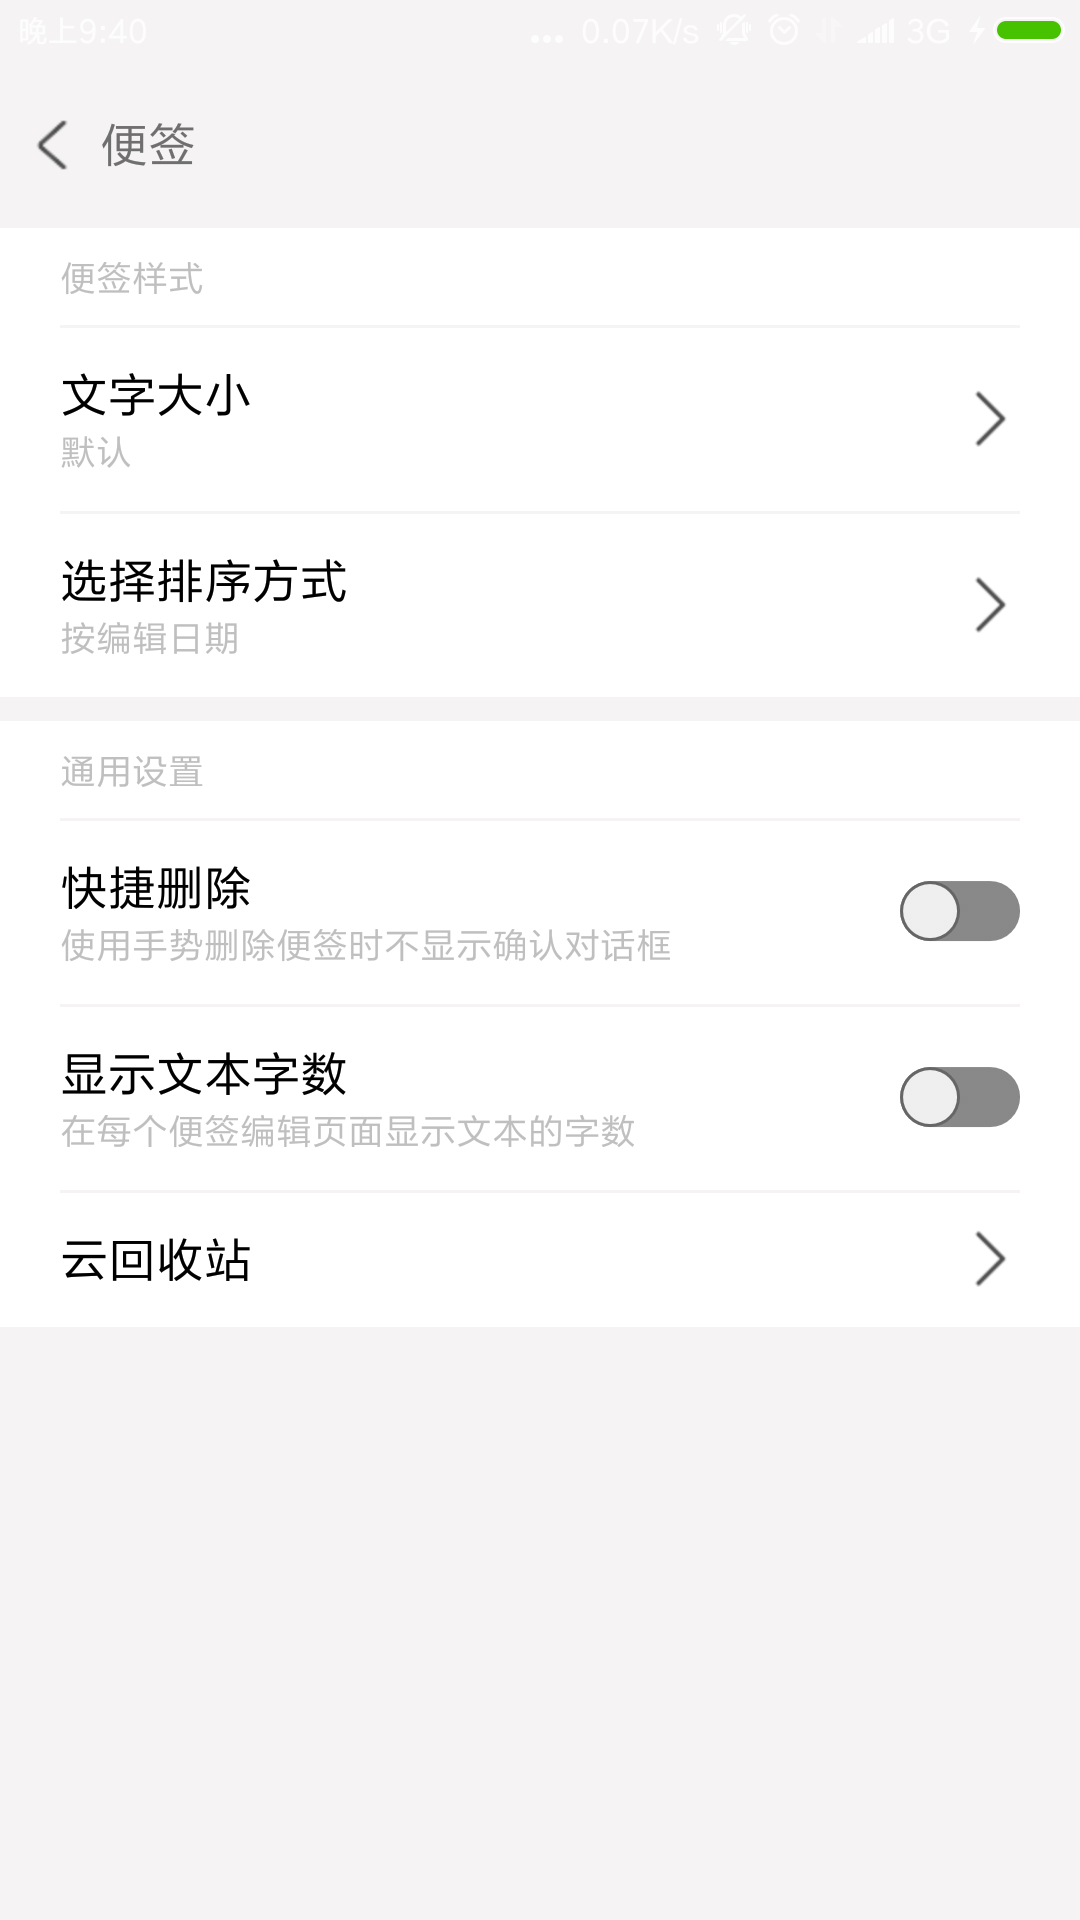 晚上9:40 ... 0.07K/s 3G
便签
便签样式
文字大小
默认
选择排序方式
按编辑日期
通用设置
快捷删除
使用手势删除便签时不显示确认对话框
显示文本字数
在每个便签编辑页面显示文本的字数
云回收站